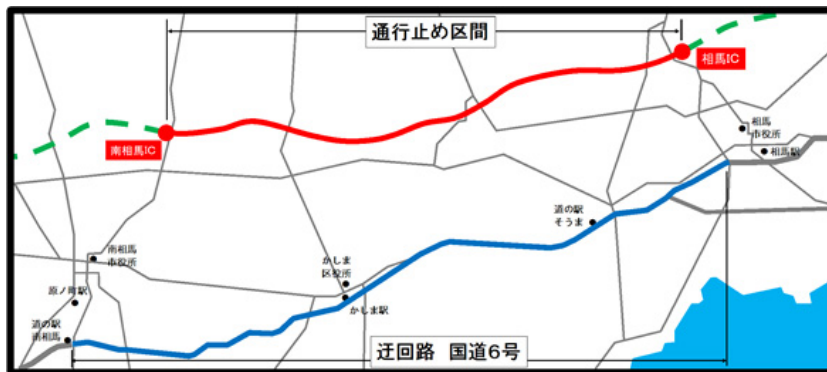 通行止め区間
相馬IC
南相馬IC
相馬
市役所
相馬駅
道の駅
そうま
南相馬
市役所
かしま
区役所
原ノ町駅
かしま駅
道の駅
南相馬
迂回路 国道6号